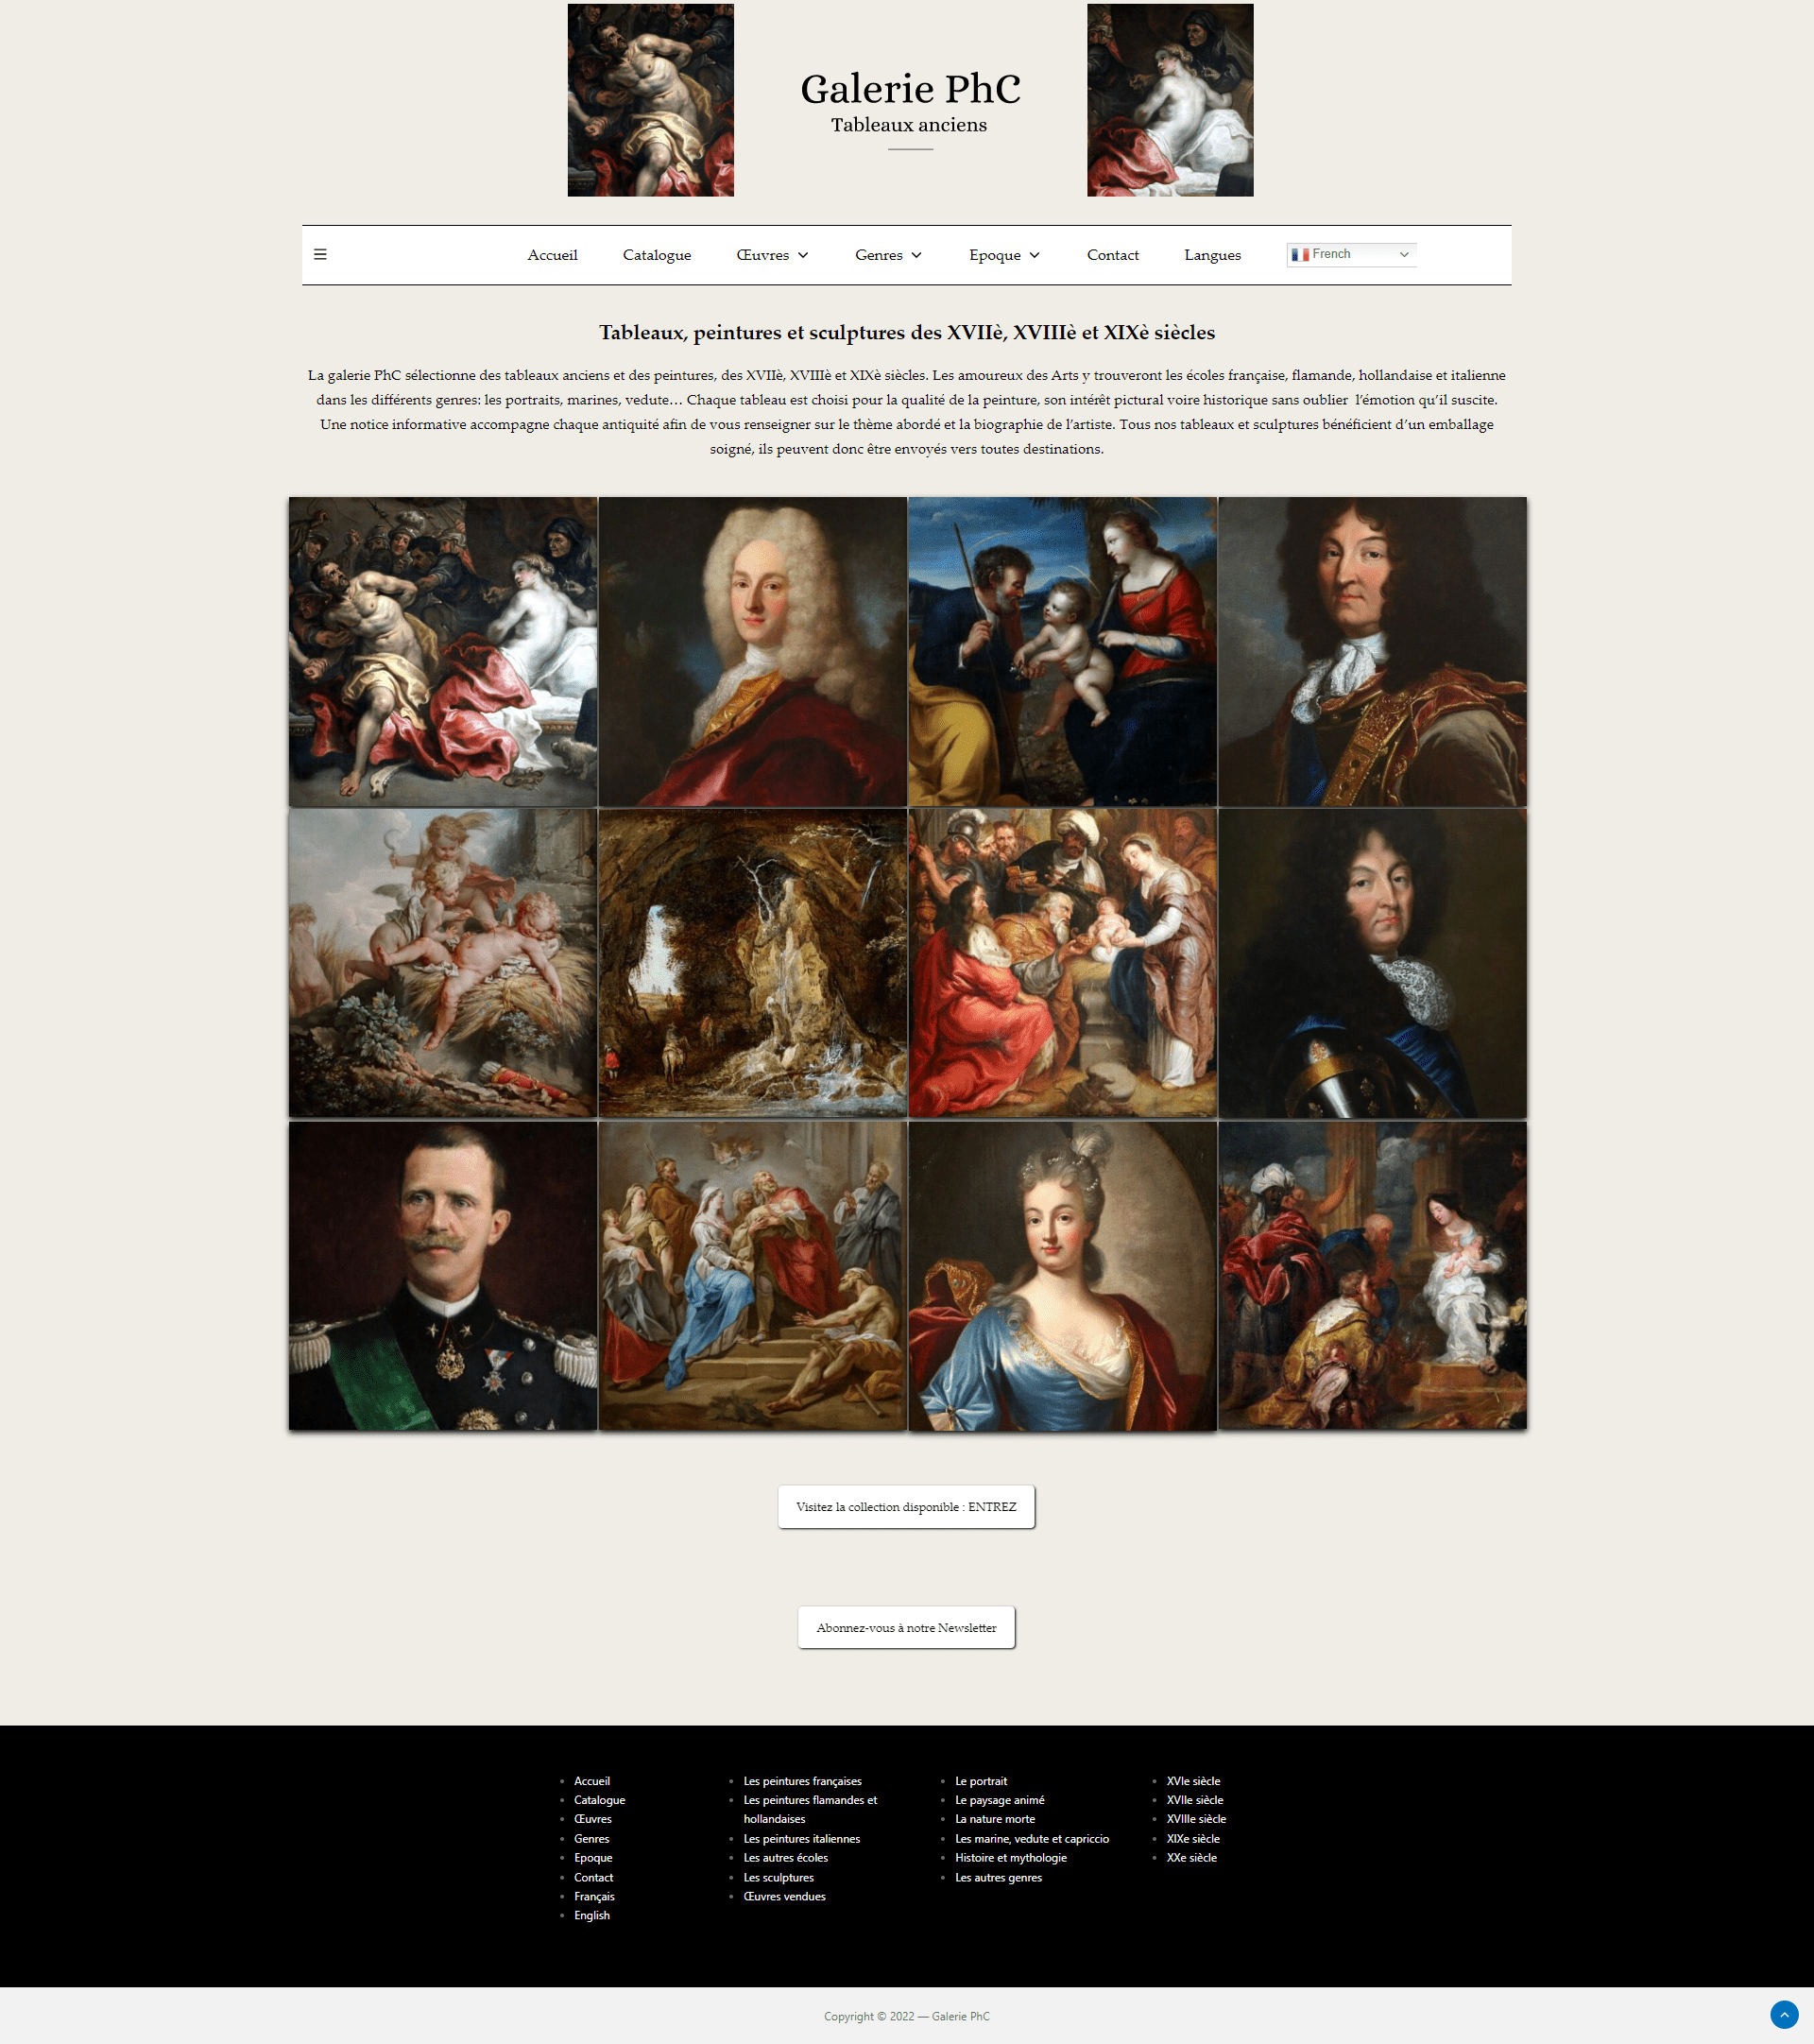 Galerie PhC
Tableaux anciens
Accueil
Catalogue
Œuvres
Genres
Epoque
Contact
Langues
French
Tableaux, peintures et sculptures des XVIIè, XVIIIè et XIXè siècles
La galerie PhC sélectionne des tableaux anciens et des peintures, des XVIIè, XVIIIè et XIXè siècles. Les amoureux des Arts y trouveront les écoles française, flamande, hollandaise et italienne
dans les différents genres: les portraits, marines, vedute… Chaque tableau est choisi pour la qualité de la peinture, son intérêt pictural voire historique sans oublier l’émotion qu’il suscite.
Une notice informative accompagne chaque antiquité afin de vous renseigner sur le thème abordé et la biographie de l’artiste. Tous nos tableaux et sculptures bénéficient d’un emballage
soigné, ils peuvent donc être envoyés vers toutes destinations.
Visitez la collection disponible : ENTREZ
Abonnez-vous à notre Newsletter
Accueil
Catalogue
Œuvres
Genres
Epoque
Contact
Français
English
Les peintures françaises
Les peintures flamandes et
hollandaises
Les peintures italiennes
Les autres écoles
Les sculptures
Œuvres vendues
Le portrait
Le paysage animé
La nature morte
Les marine, vedute et capriccio
Histoire et mythologie
Les autres genres
XVIe siècle
XVIIe siècle
XVIIIe siècle
XIXe siècle
XXe siècle
Copyright © 2022 — Galerie PhC